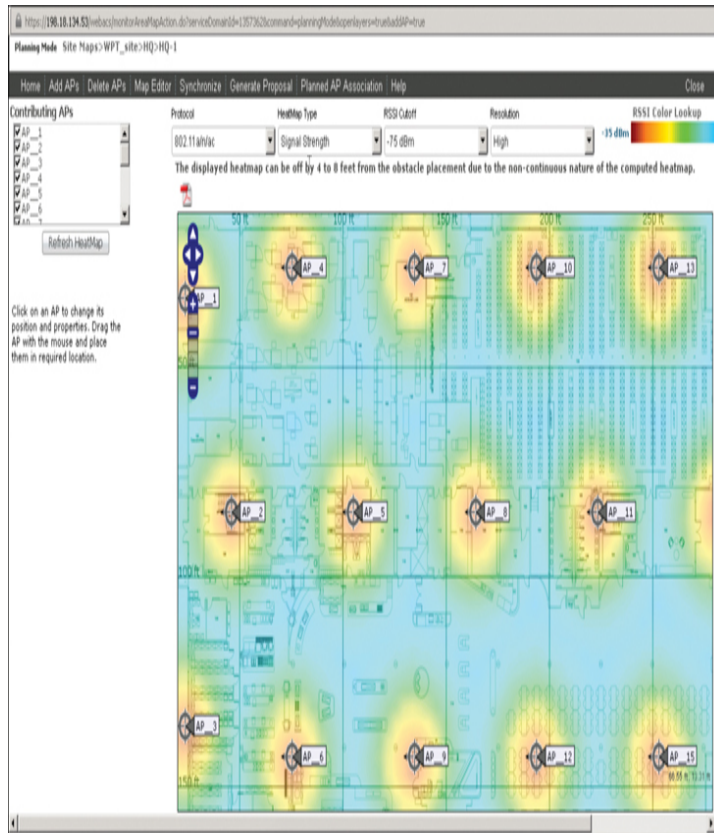 https://198.18.134.53/webacs/monitorAreaMapAction.do?serviceDomainId=1357362&command=planningMode&openlayers=true&addAP=true
Planning Mode Site Maps>WPT_site>HQ>HQ-1
Home Add APs Delete APs Map Editor Synchronize Generate Proposal Planned AP Association Help Close
Contributing APs
AP_1
AP_2
AP_3
AP_4
AP_5
AP_6
Refresh HeatMap
Click on an AP to change its
position and properties. Drag the
AP with the mouse and place
them in required location.
Protocol HeatMap Type RSSI Cutoff Resolution RSSI Color Lookup
802.11a/n/ac Signal Strength -75 dBm High -35 dBm
The displayed heatmap can be off by 4 to 8 feet from the obstacle placement due to the non-continuous nature of the computed heatmap.
50 ft 100 ft 150 ft 200 ft 250 ft
AP_4 AP_7 AP_10 AP_13
AP_1
AP_2 AP_5 AP_8 AP_11
100 ft
AP_3
AP_6 AP_9 AP_12 AP_15
150 ft